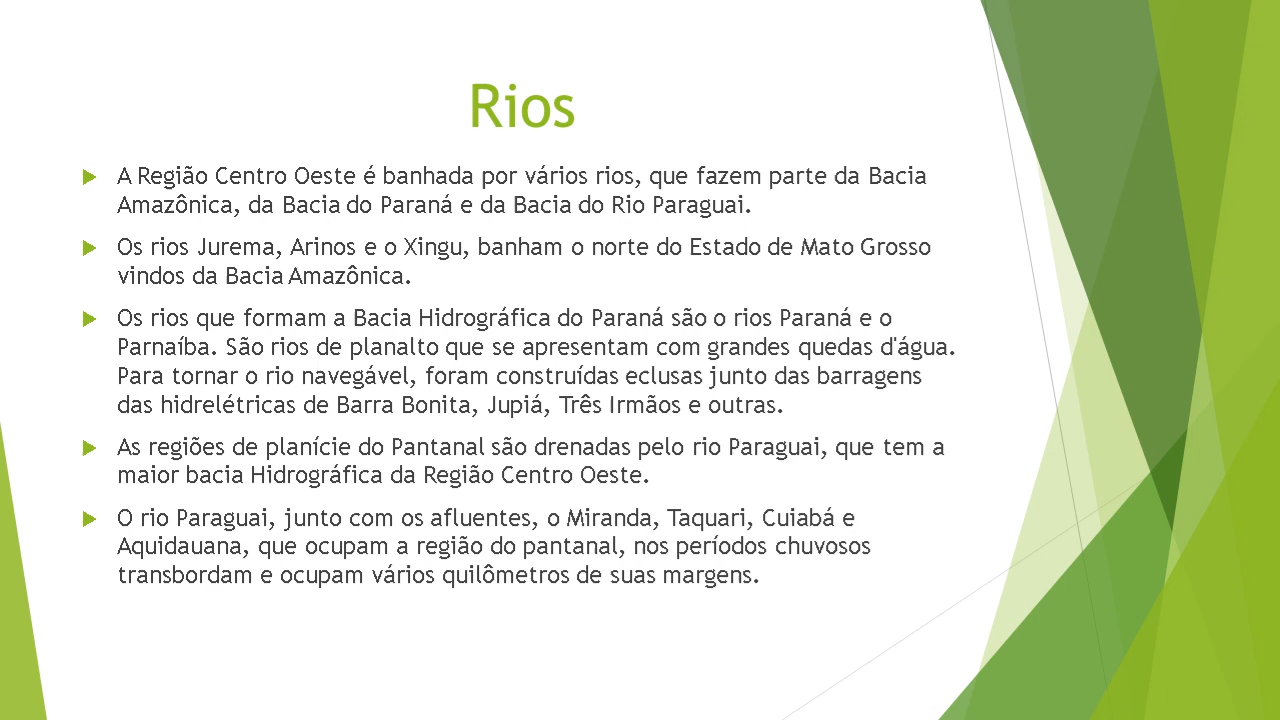 Rios
A Região Centro Oeste é banhada por vários rios, que fazem parte da Bacia
Amazônica, da Bacia do Paraná e da Bacia do Rio Paraguai.
Os rios Jurema, Arinos e o Xingu, banham o norte do Estado de Mato Grosso
vindos da Bacia Amazônica.
Os rios que formam a Bacia Hidrográfica do Paraná são o rios Paraná e o
Parnaíba. São rios de planalto que se apresentam com grandes quedas d'água.
Para tornar o rio navegável, foram construídas eclusas junto das barragens
das hidrelétricas de Barra Bonita, Jupiá, Três Irmãos e outras.
As regiões de planície do Pantanal são drenadas pelo rio Paraguai, que tem a
maior bacia Hidrográfica da Região Centro Oeste.
O rio Paraguai, junto com os afluentes, o Miranda, Taquari, Cuiabá e
Aquidauana, que ocupam a região do pantanal, nos períodos chuvosos
transbordam e ocupam vários quilômetros de suas margens.